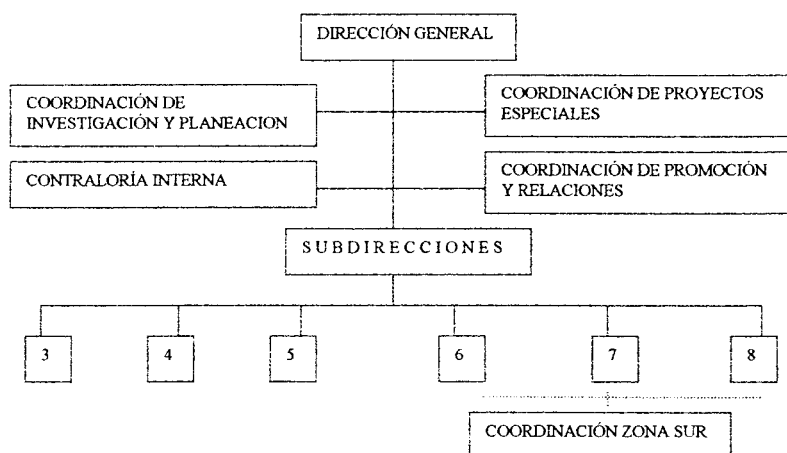 DIRECCIÓN GENERAL
COORDINACIÓN DE
INVESTIGACIÓN Y PLANEACION
COORDINACIÓN DE PROYECTOS
ESPECIALES
CONTRALORÍA INTERNA
COORDINACIÓN DE PROMOCIÓN
Y RELACIONES
SUBDIRECCIONES
3 4 5 6 7 8
COORDINACIÓN ZONA SUR